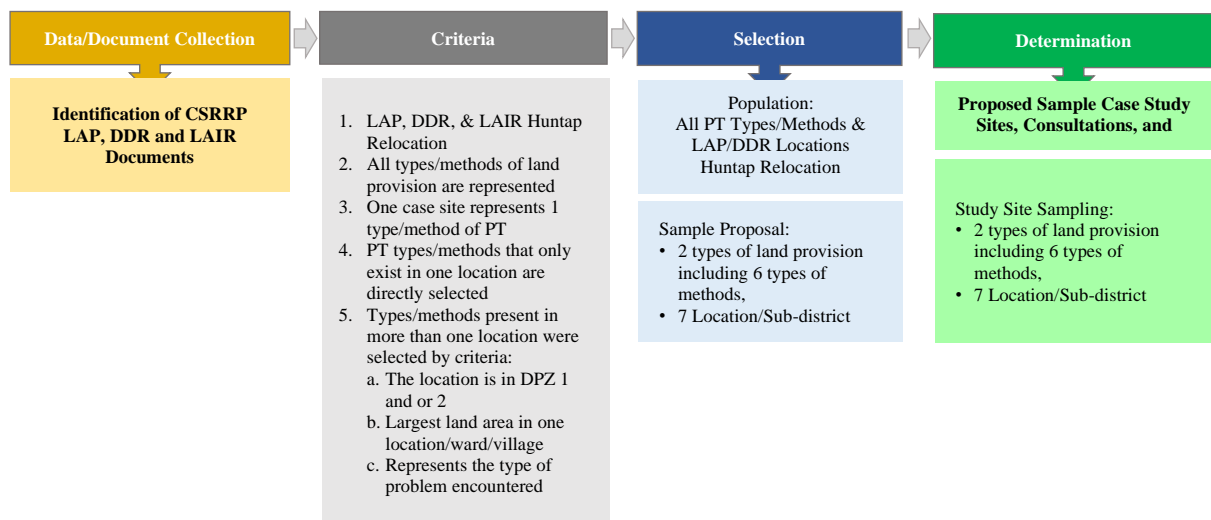 Data/Document Collection
Identification of CSRRP
LAP, DDR and LAIR
Documents
Criteria
1. LAP, DDR, & LAIR Huntap
Relocation
2. All types/methods of land
provision are represented
3. One case site represents 1
type/method of PT
4. PT types/methods that only
exist in one location are
directly selected
5. Types/methods present in
more than one location were
selected by criteria:
a. The location is in DPZ 1
and or 2
b. Largest land area in one
location/ward/village
c. Represents the type of
problem encountered
Selection
Population:
All PT Types/Methods &
LAP/DDR Locations
Huntap Relocation
Sample Proposal:
• 2 types of land provision
including 6 types of
methods,
• 7 Location/Sub-district
Determination
Proposed Sample Case Study
Sites, Consultations, and
Study Site Sampling:
• 2 types of land provision
including 6 types of
methods,
• 7 Location/Sub-district